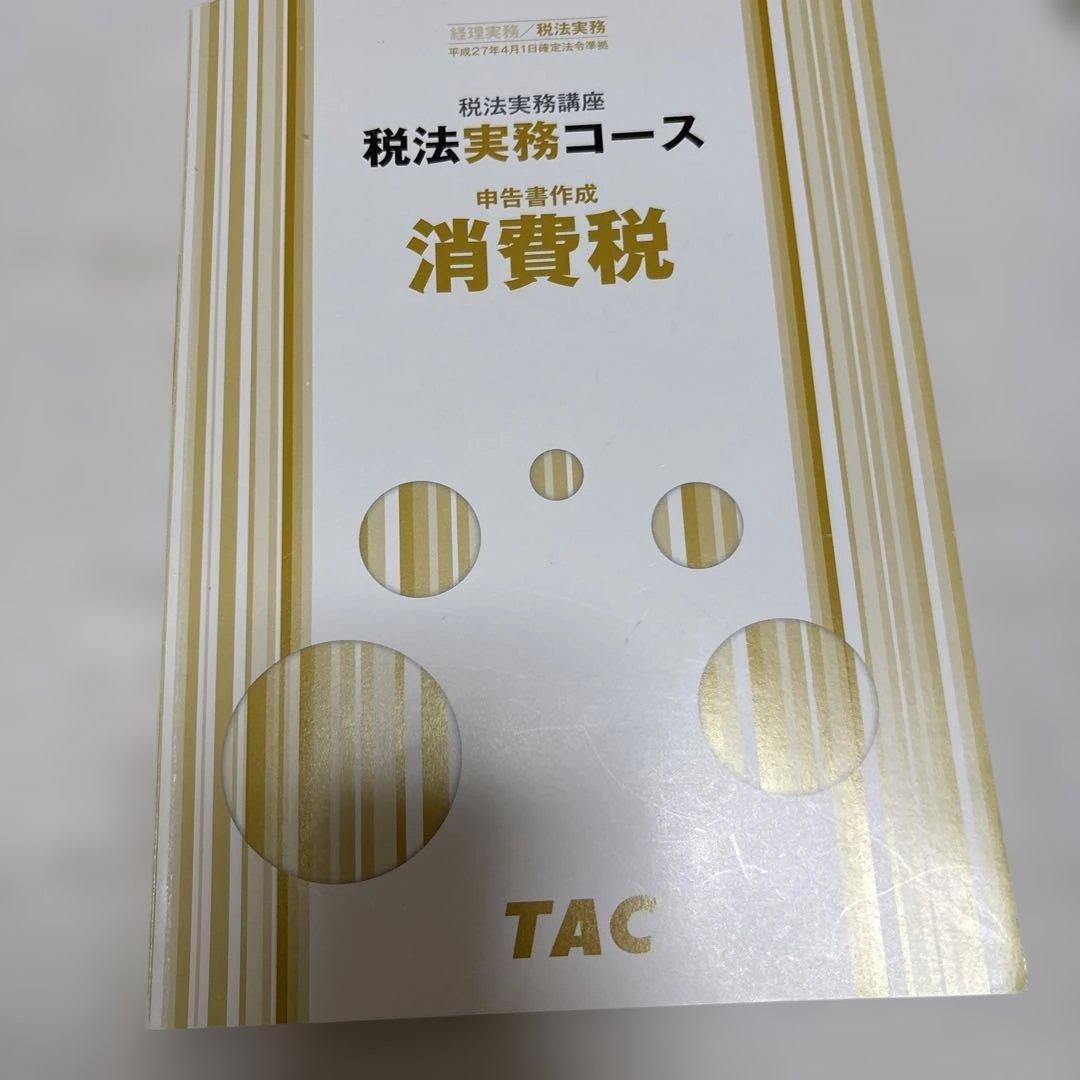 経理実務/税法実務
平成27年4月1日確定法令準拠
税法実務講座
税法実務コース
申告書作成
消費税
TAC